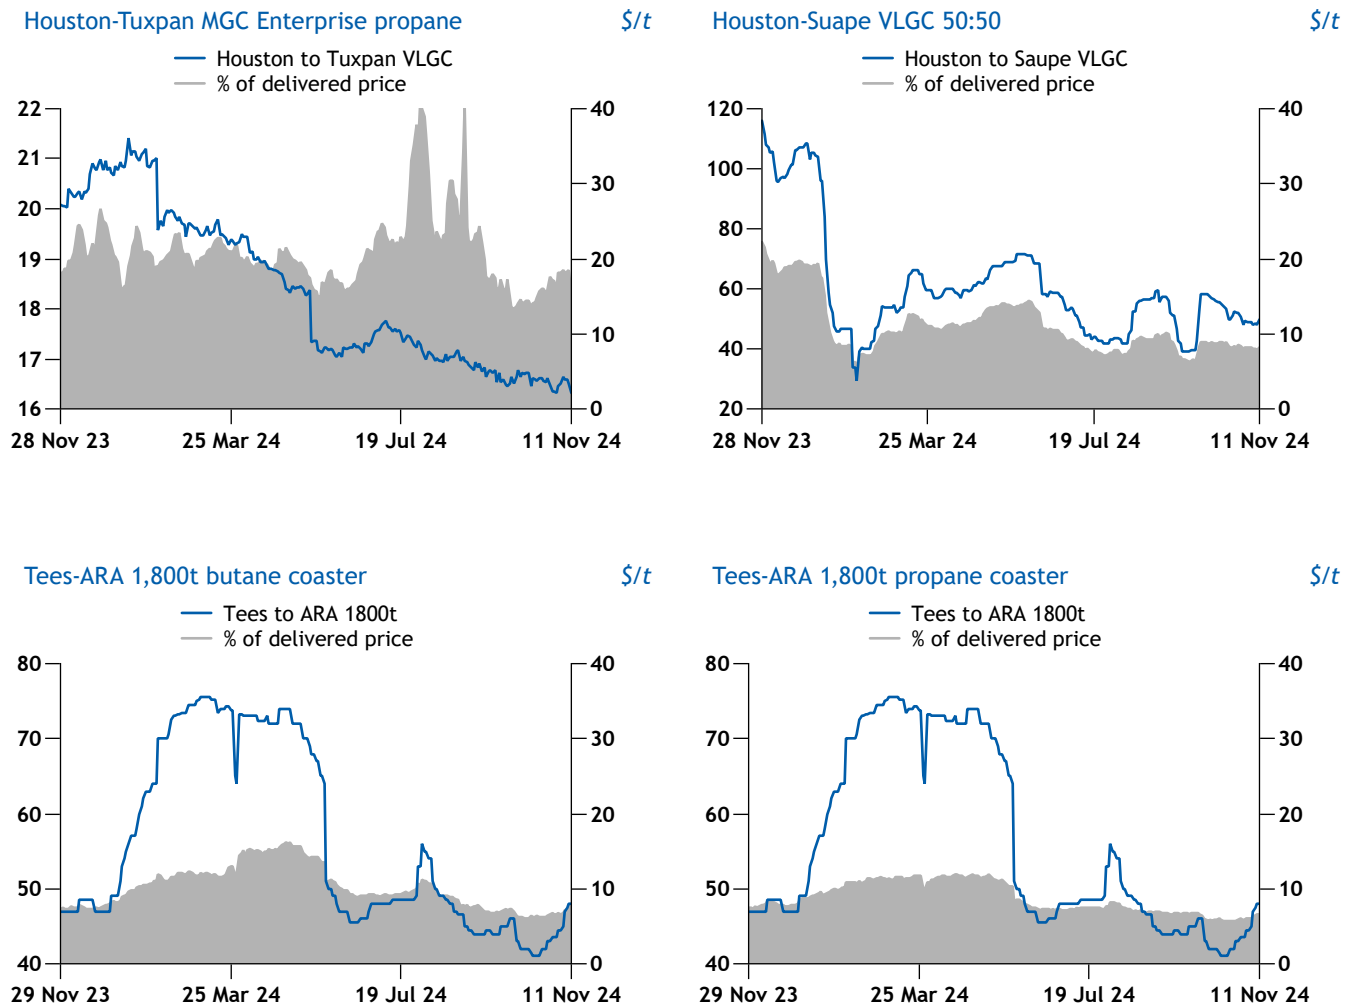 Houston-Tuxpan MGC Enterprise propane $/t
Houston to Tuxpan VLGC
% of delivered price
22 40
21
30
20
19 20
18
10
17
16 0
28 Nov 23 25 Mar 24 19 Jul 24 11 Nov 24
Houston-Suape VLGC 50:50 $/t
Houston to Saupe VLGC
% of delivered price
120 40
100
30
80
20
60
10
40
20 0
28 Nov 23 25 Mar 24 19 Jul 24 11 Nov 24
Tees-ARA 1,800t butane coaster $/t
Tees to ARA 1800t
% of delivered price
80 40
70 30
60 20
50 10
40 0
29 Nov 23 25 Mar 24 19 Jul 24 11 Nov 24
Tees-ARA 1,800t propane coaster $/t
Tees to ARA 1800t
% of delivered price
80 40
70 30
60 20
50 10
40 0
29 Nov 23 25 Mar 24 19 Jul 24 11 Nov 24